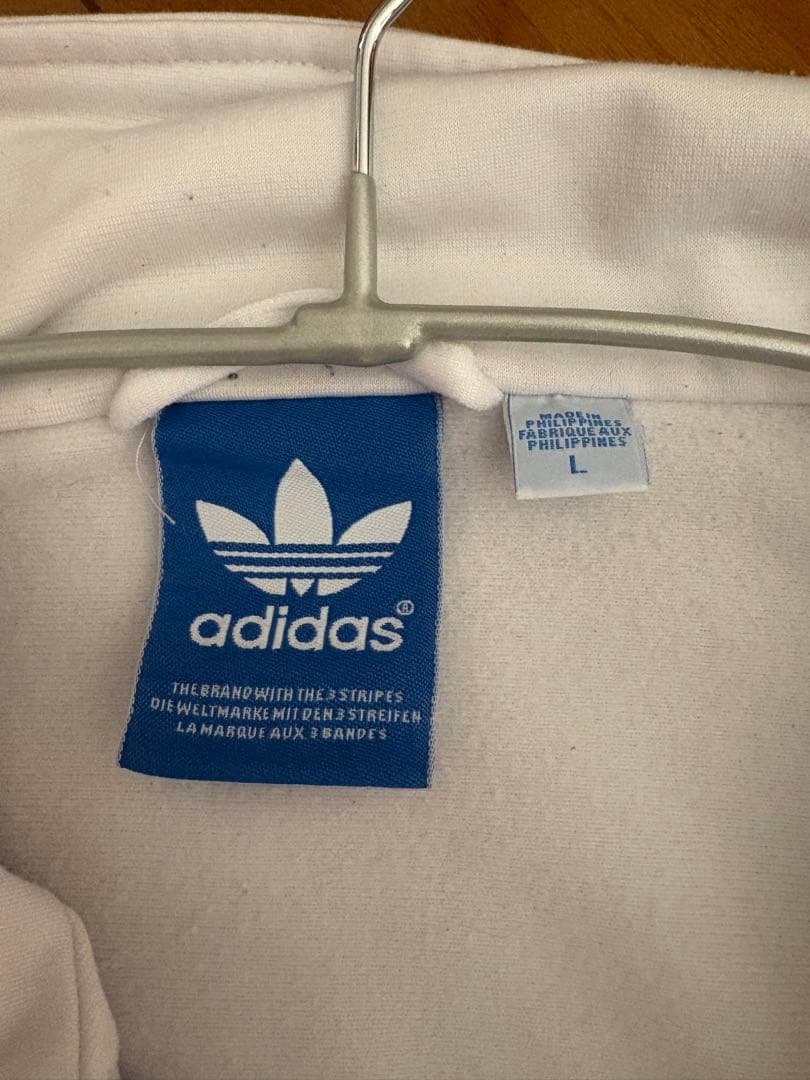 MADE IN
PHILIPPINES
FABRIQUE AUX
PHILIPPINES
L
adidas®
THE BRAND WITH THE 3 STRIPES
DIE WELTMARKE MIT DEN 3 STREIFEN
LA MARQUE AUX 3 BANDES